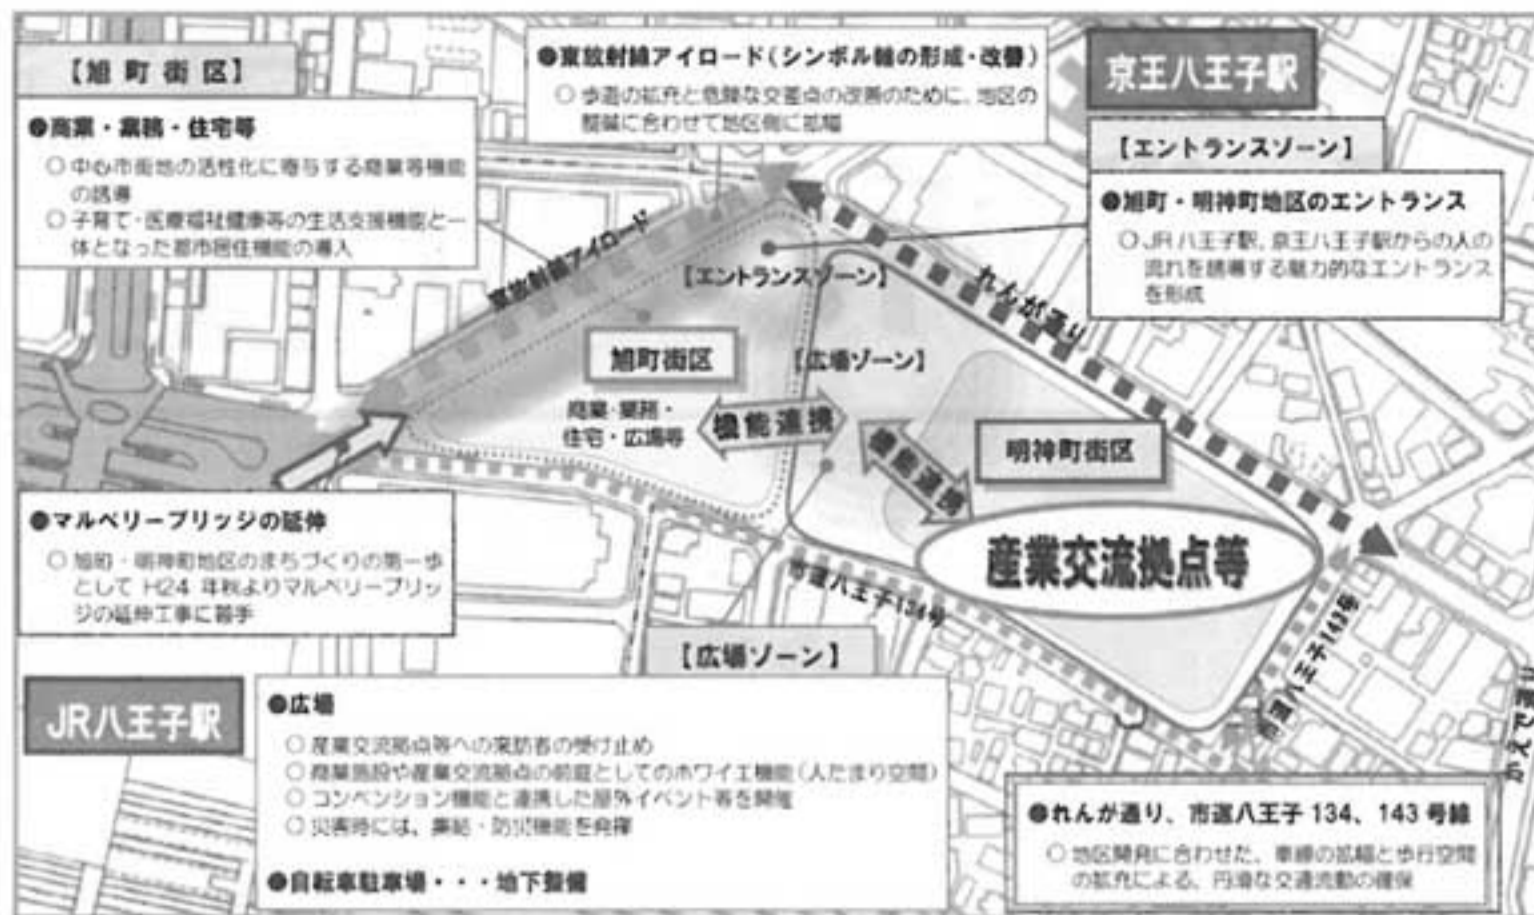 【旭町街区】
●商業・業務・住宅等
○ 中心市街地の活性化に寄与する商業等機能
の誘導
○ 子育て・医療福祉健康等の生活支援機能と一
体となった都市居住機能の導入
●東放射線アイロード(シンボル軸の形成・改善)
○ 歩道の拡充と危険な交差点の改善のために、地区の
整備に合わせて地区側に拡幅
京王八王子駅
【エントランスゾーン】
●旭町・明神町地区のエントランス
○ JR八王子駅、京王八王子駅からの人の
流れを誘導する魅力的なエントランス
を形成
東放射線アイロード
【エントランスゾーン】
れんが通り
旭町街区
【広場ゾーン】
商業・業務・
住宅・広場等
機能連携
機能連携
明神町街区
産業交流拠点等
市道八王子134号
市道八王子143号
かえで通り
●マルベリーブリッジの延伸
○ 旭町・明神町地区のまちづくりの第一歩
として H24 年秋よりマルベリーブリッ
ジの延伸工事に着手
JR八王子駅
【広場ゾーン】
●広場
○ 産業交流拠点等への来訪者の受け止め
○ 商業施設や産業交流拠点の前庭としてのホワイエ機能(人だまり空間)
○ コンベンション機能と連携した屋外イベント等を開催
○ 災害時には、集結・防災機能を発揮
●自転車駐車場・・・地下整備
●れんが通り、市道八王子 134、143 号線
○ 地区開発に合わせた、車線の拡幅と歩行空間
の拡充による、円滑な交通流動の確保